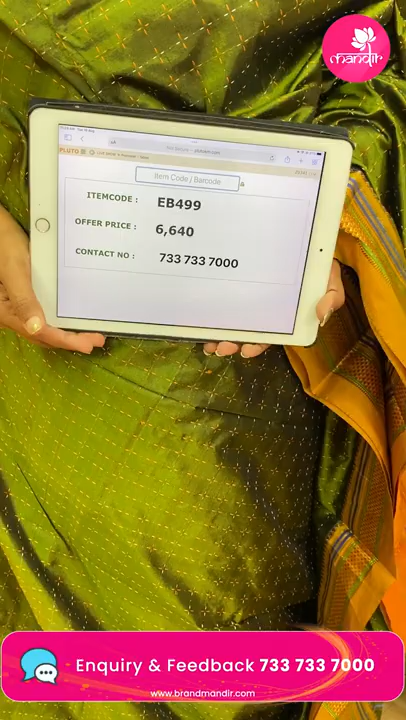 mandir
PLUTO
Item Code / Barcode
ITEMCODE : EB499
OFFER PRICE : 6,640
CONTACT NO : 733 733 7000
Enquiry & Feedback 733 733 7000
www.brandmandir.com